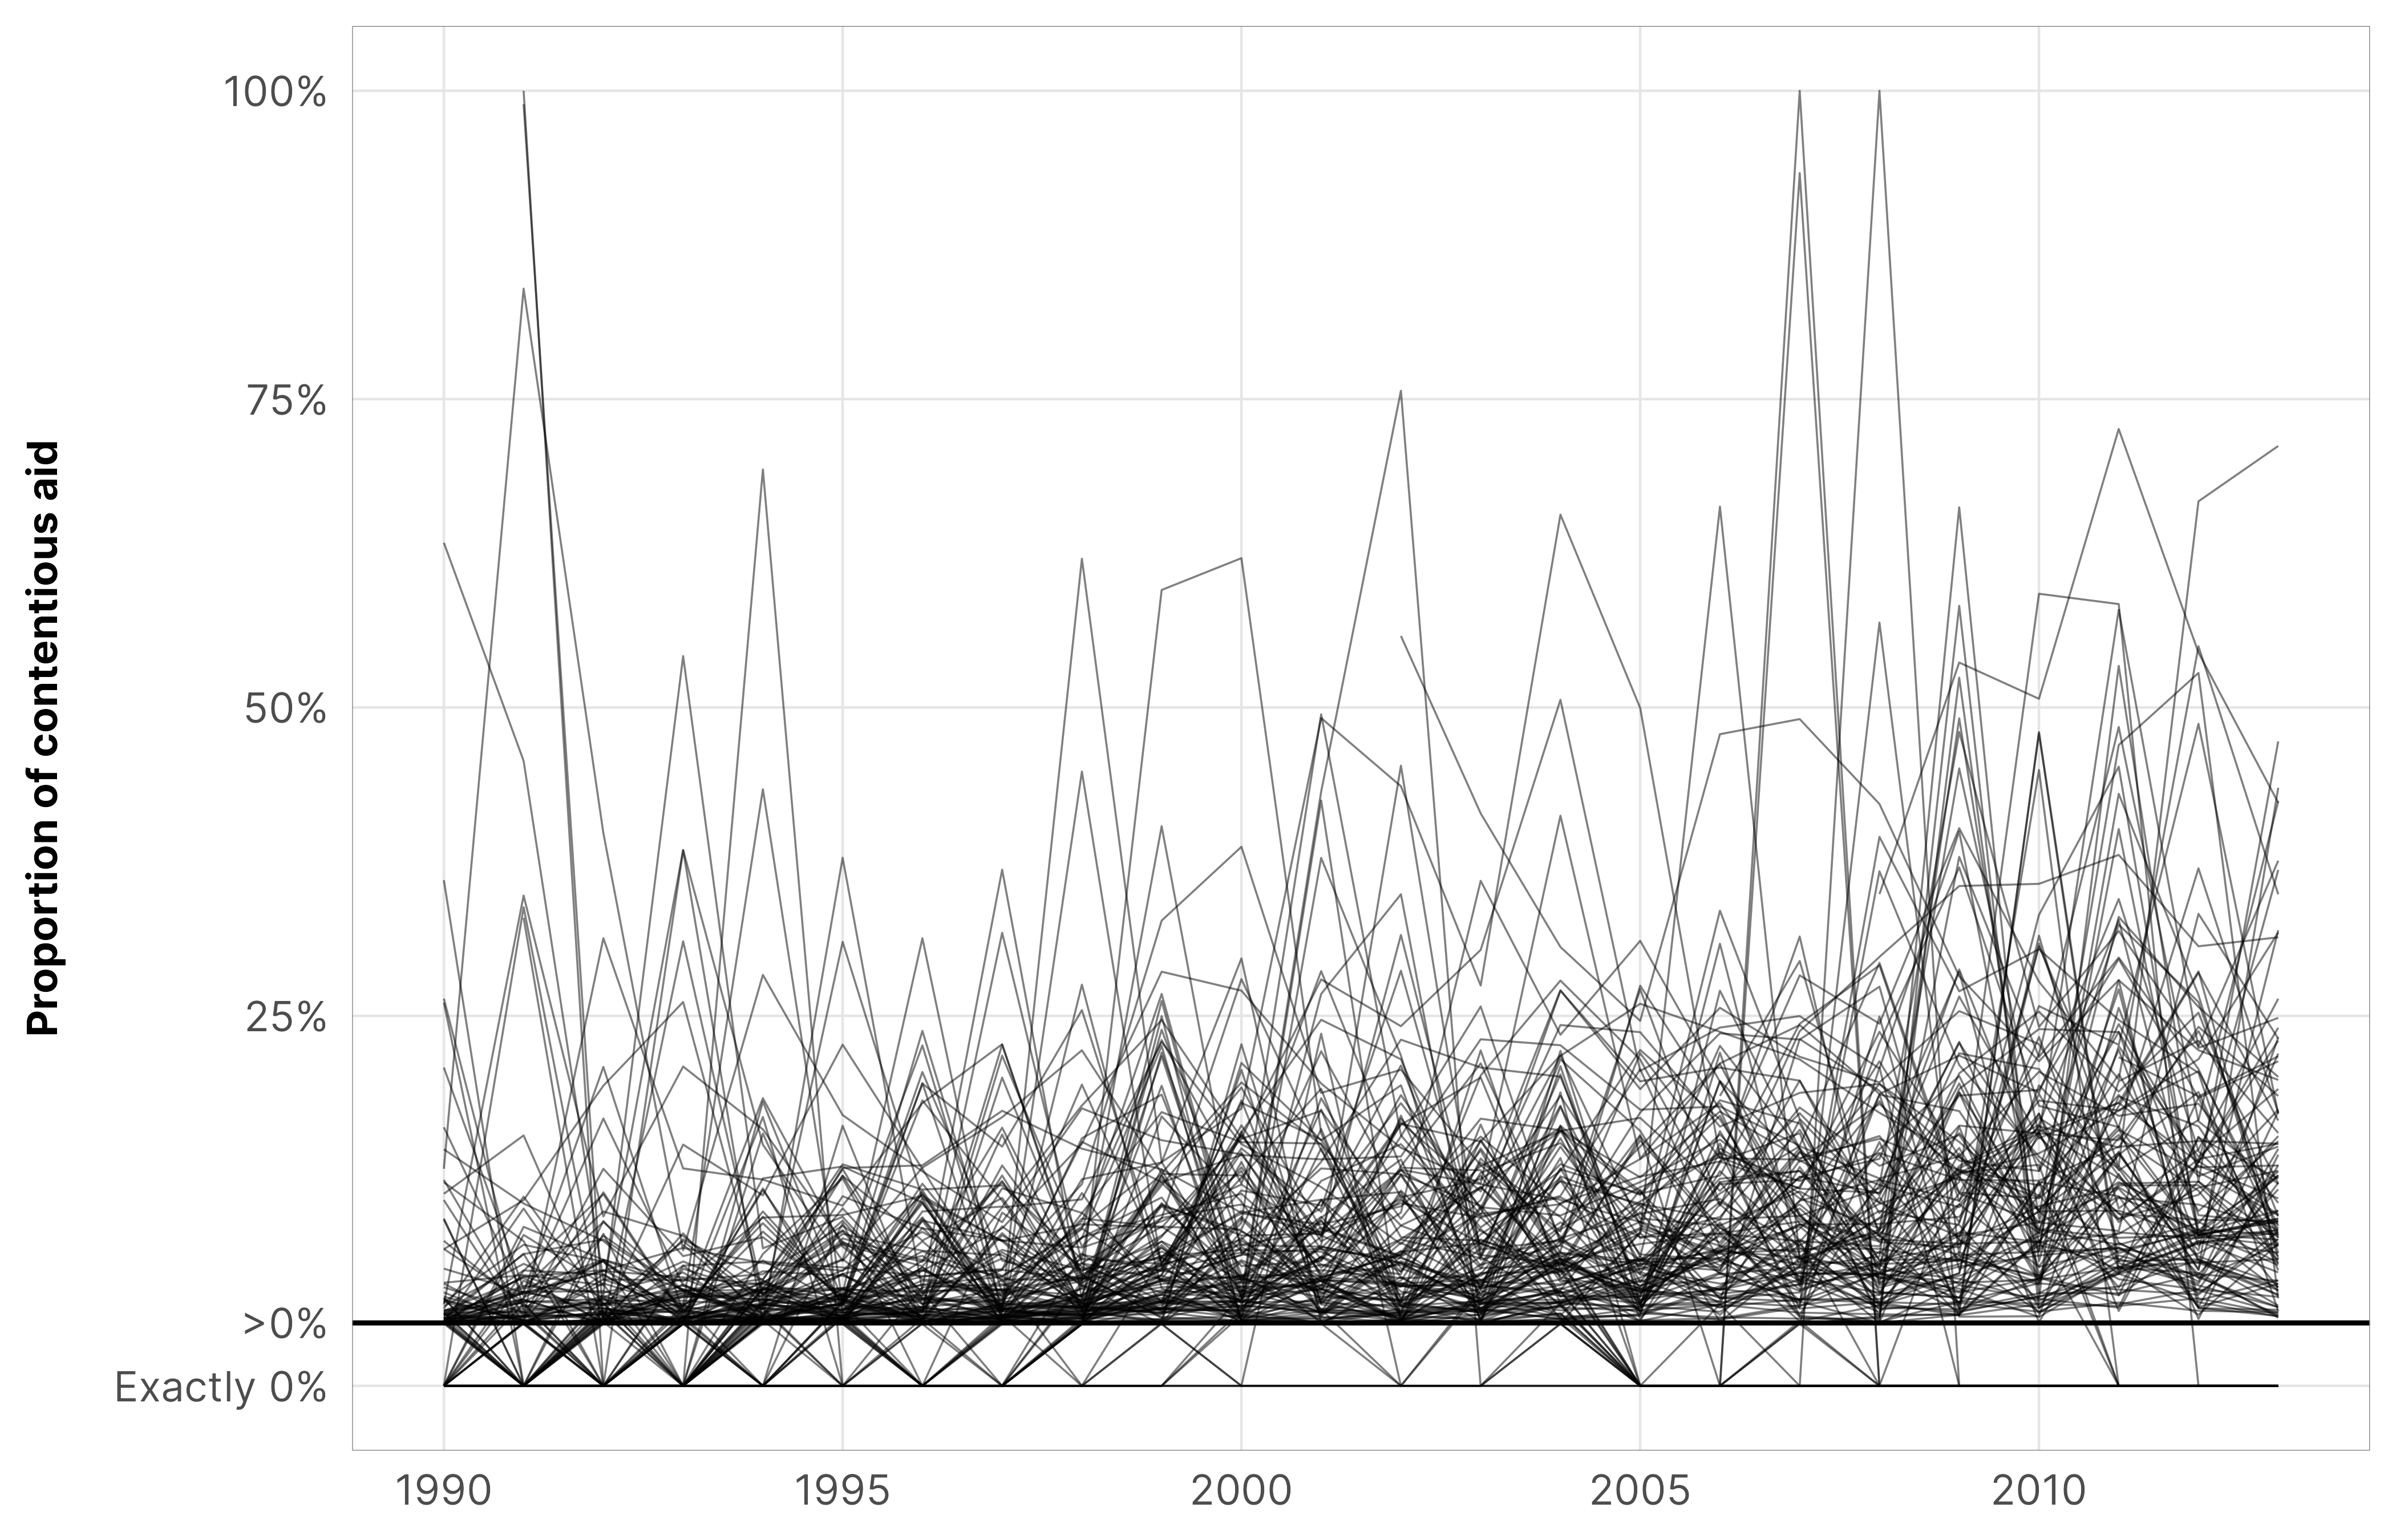 Proportion of contentious aid
100%
75%
50%
25%
>0%
Exactly 0%
1990 1995 2000 2005 2010